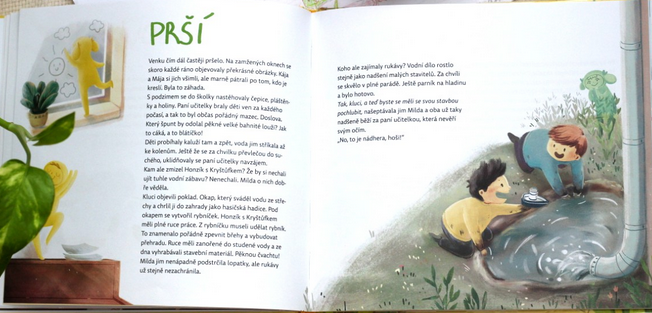 PRŠÍ
Venku čím dál častěji pršelo. Na zamžených oknech se
skoro každé ráno objevovaly překrásné obrázky. Kája
a Mája si jich všimli, ale marně pátrali po tom, kdo je
kreslí. Byla to záhada.
S podzimem se do školky nastěhovaly čepice, pláštěn-
ky a holiny. Paní učitelky braly děti ven za každého
počasí, a tak to byl občas pořádný mazec. Doslova.
Který špunt by odolal pěkné velké bahnité louži? Jak
to cáká, a to blátíčko!
Děti probíhaly kaluží tam a zpět, voda jim stříkala až
ke kolenům. Ještě že se za chvilku převlečou do su-
chého, uklidňovaly se paní učitelky navzájem.
Kam ale zmizel Honzík s Kryštůfkem? Že by si nechali
ujít tuhle vodní zábavu? Nenechali. Milda o nich dob-
ře věděla.
Kluci objevili poklad. Okap, který sváděl vodu ze stře-
chy a chrlil ji do zahrady jako hasičská hadice. Pod
okapem se vytvořil rybníček. Honzík s Kryštůfkem
měli plné ruce práce. Z rybníčku museli udělat rybník.
To znamenalo pořádně zpevnit břehy a vybudovat
přehradu. Ruce měli zanořené do studené vody a ze
dna vyhrabávali stavební materiál. Pěknou čvachtu!
Milda jim nenápadně podstrčila lopatky, ale rukávy
už stejně nezachránila.
Koho ale zajímaly rukávy? Vodní dílo rostlo
stejně jako nadšení malých stavitelů. Za chvíli
se skvělo v plné parádě. Ještě parník na hladinu
a bylo hotovo.
Tak, kluci, a teď byste se měli se svou stavbou
pochlubit, našeptávala jim Milda a oba už taky
nadšeně běží za paní učitelkou, která nevěří
svým očím.
„No, to je nádhera, hoši!“